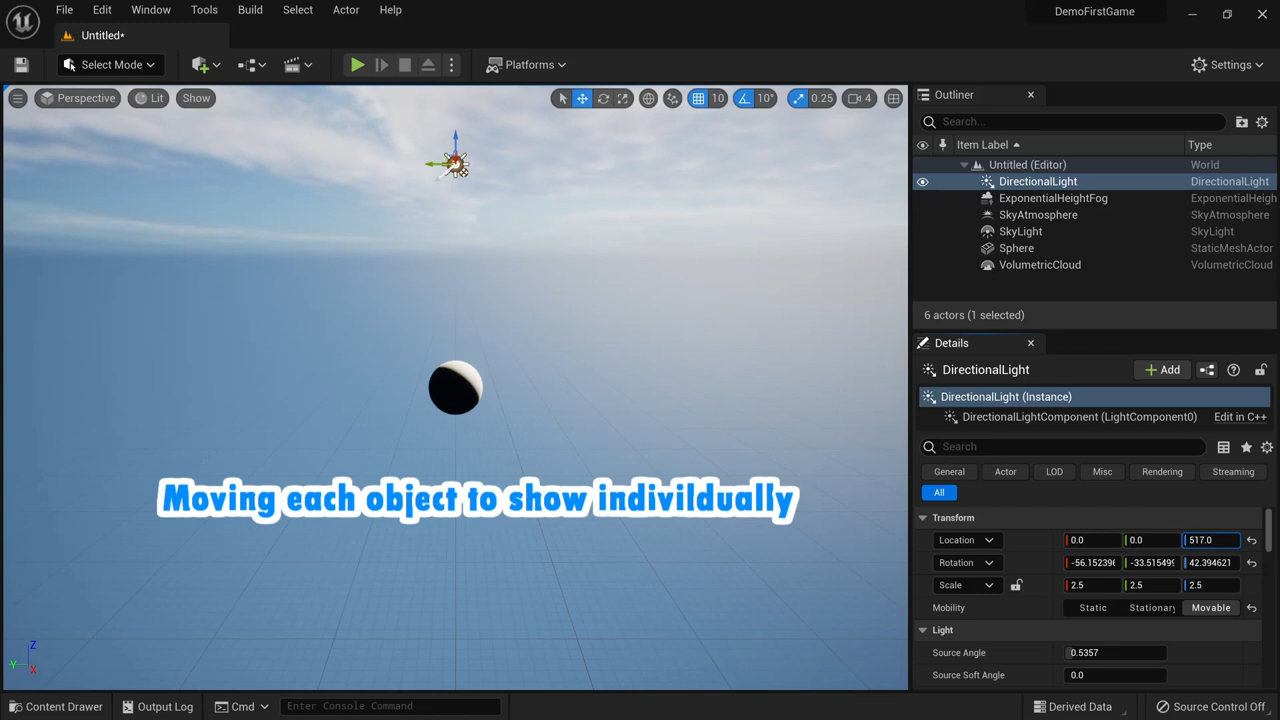 File Edit Window Tools Build Select Actor Help
DemoFirstGame
Untitled*
Select Mode
Platforms
Settings
Perspective Lit Show
10 10° 0.25 4
Outliner
Search...
Item Label Type
Untitled (Editor) World
DirectionalLight DirectionalLight
ExponentialHeightFog ExponentialHeigh
SkyAtmosphere SkyAtmosphere
SkyLight SkyLight
Sphere StaticMeshActor
VolumetricCloud VolumetricCloud
6 actors (1 selected)
Details
DirectionalLight
Add
DirectionalLight (Instance)
DirectionalLightComponent (LightComponent0) Edit in C++
Search
General Actor LOD Misc Rendering Streaming
All
Transform
Location 0.0 0.0 517.0
Rotation -56.152396 -33.515499 42.394621
Scale 2.5 2.5 2.5
Mobility Static Stationary Movable
Light
Source Angle 0.5357
Source Soft Angle 0.0
Moving each object to show indivildually
Z
Y
X
Content Drawer Output Log Cmd Enter Console Command
Derived Data Source Control Off